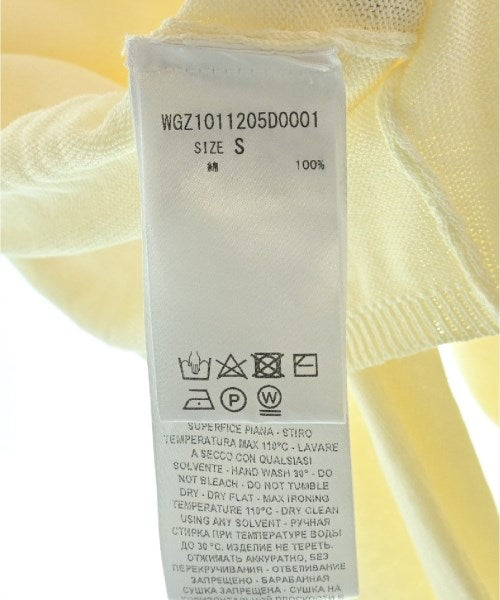 WGZ1011205D0001
SIZE S
綿 100%
P W
SUPERFICE PIANA - STIRO
TEMPERATURA MAX 110°C - LAVARE
A SECCO CON QUALSIASI
SOLVENTE - HAND WASH 30° - DO
NOT BLEACH - DO NOT TUMBLE
DRY - DRY FLAT - MAX IRONING
TEMPERATURE 110°C - DRY CLEAN
USING ANY SOLVENT - РУЧНАЯ
СТИРКА ПРИ ТЕМПЕРАТУРЕ ВОДЫ
ДО 30°С, ИЗДЕЛИЕ НЕ ТЕРЕТЬ.
ОТЖИМАТЬ АККУРАТНО, БЕЗ
ПЕРЕКРУЧИВАНИЯ - ОТБЕЛИВАНИЕ
ЗАПРЕЩЕНО - БАРАБАННАЯ
СУШКА ЗАПРЕЩЕНА - СУШКА НА
ГОРИЗОНТАЛЬНОЙ ПЛОСКОСТИ В